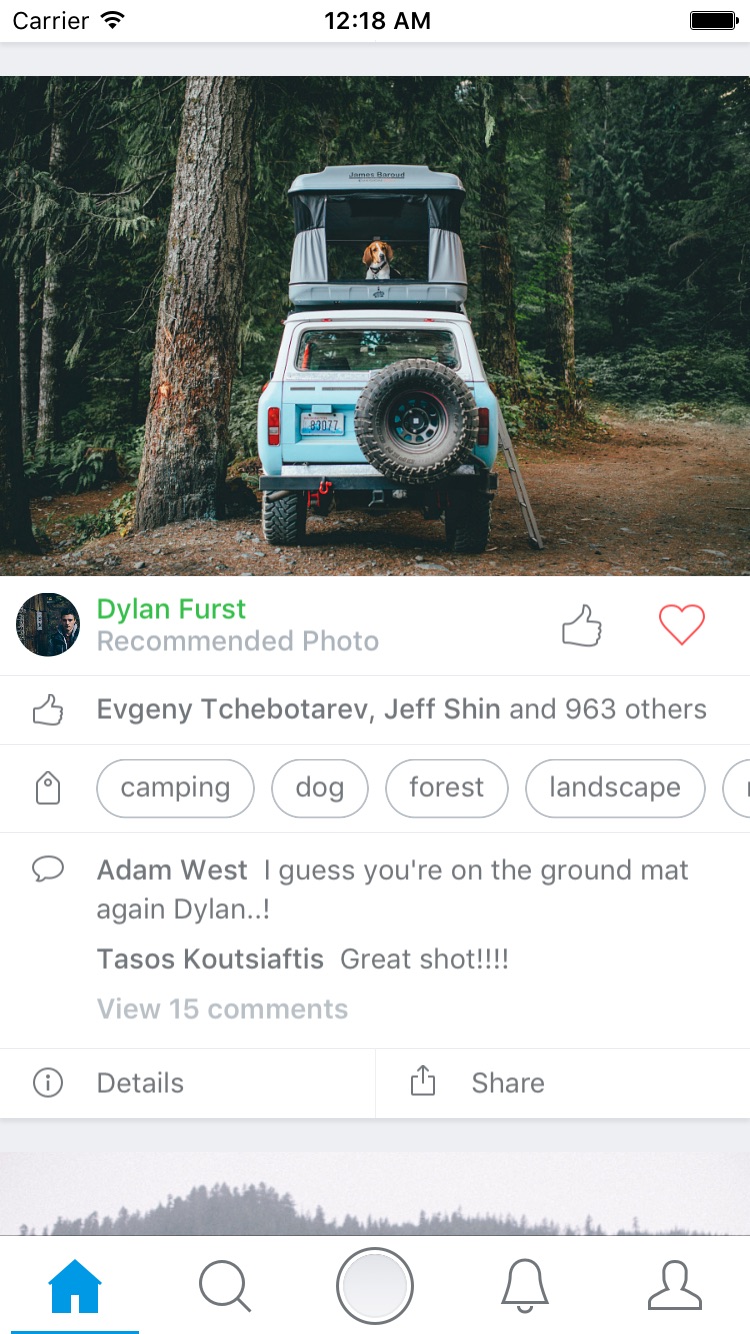 Carrier 12:18 AM
James Baroud
83077
Dylan Furst
Recommended Photo
Evgeny Tchebotarev, Jeff Shin and 963 others
camping dog forest landscape
Adam West I guess you're on the ground mat
again Dylan..!
Tasos Koutsiaftis Great shot!!!!
View 15 comments
Details Share